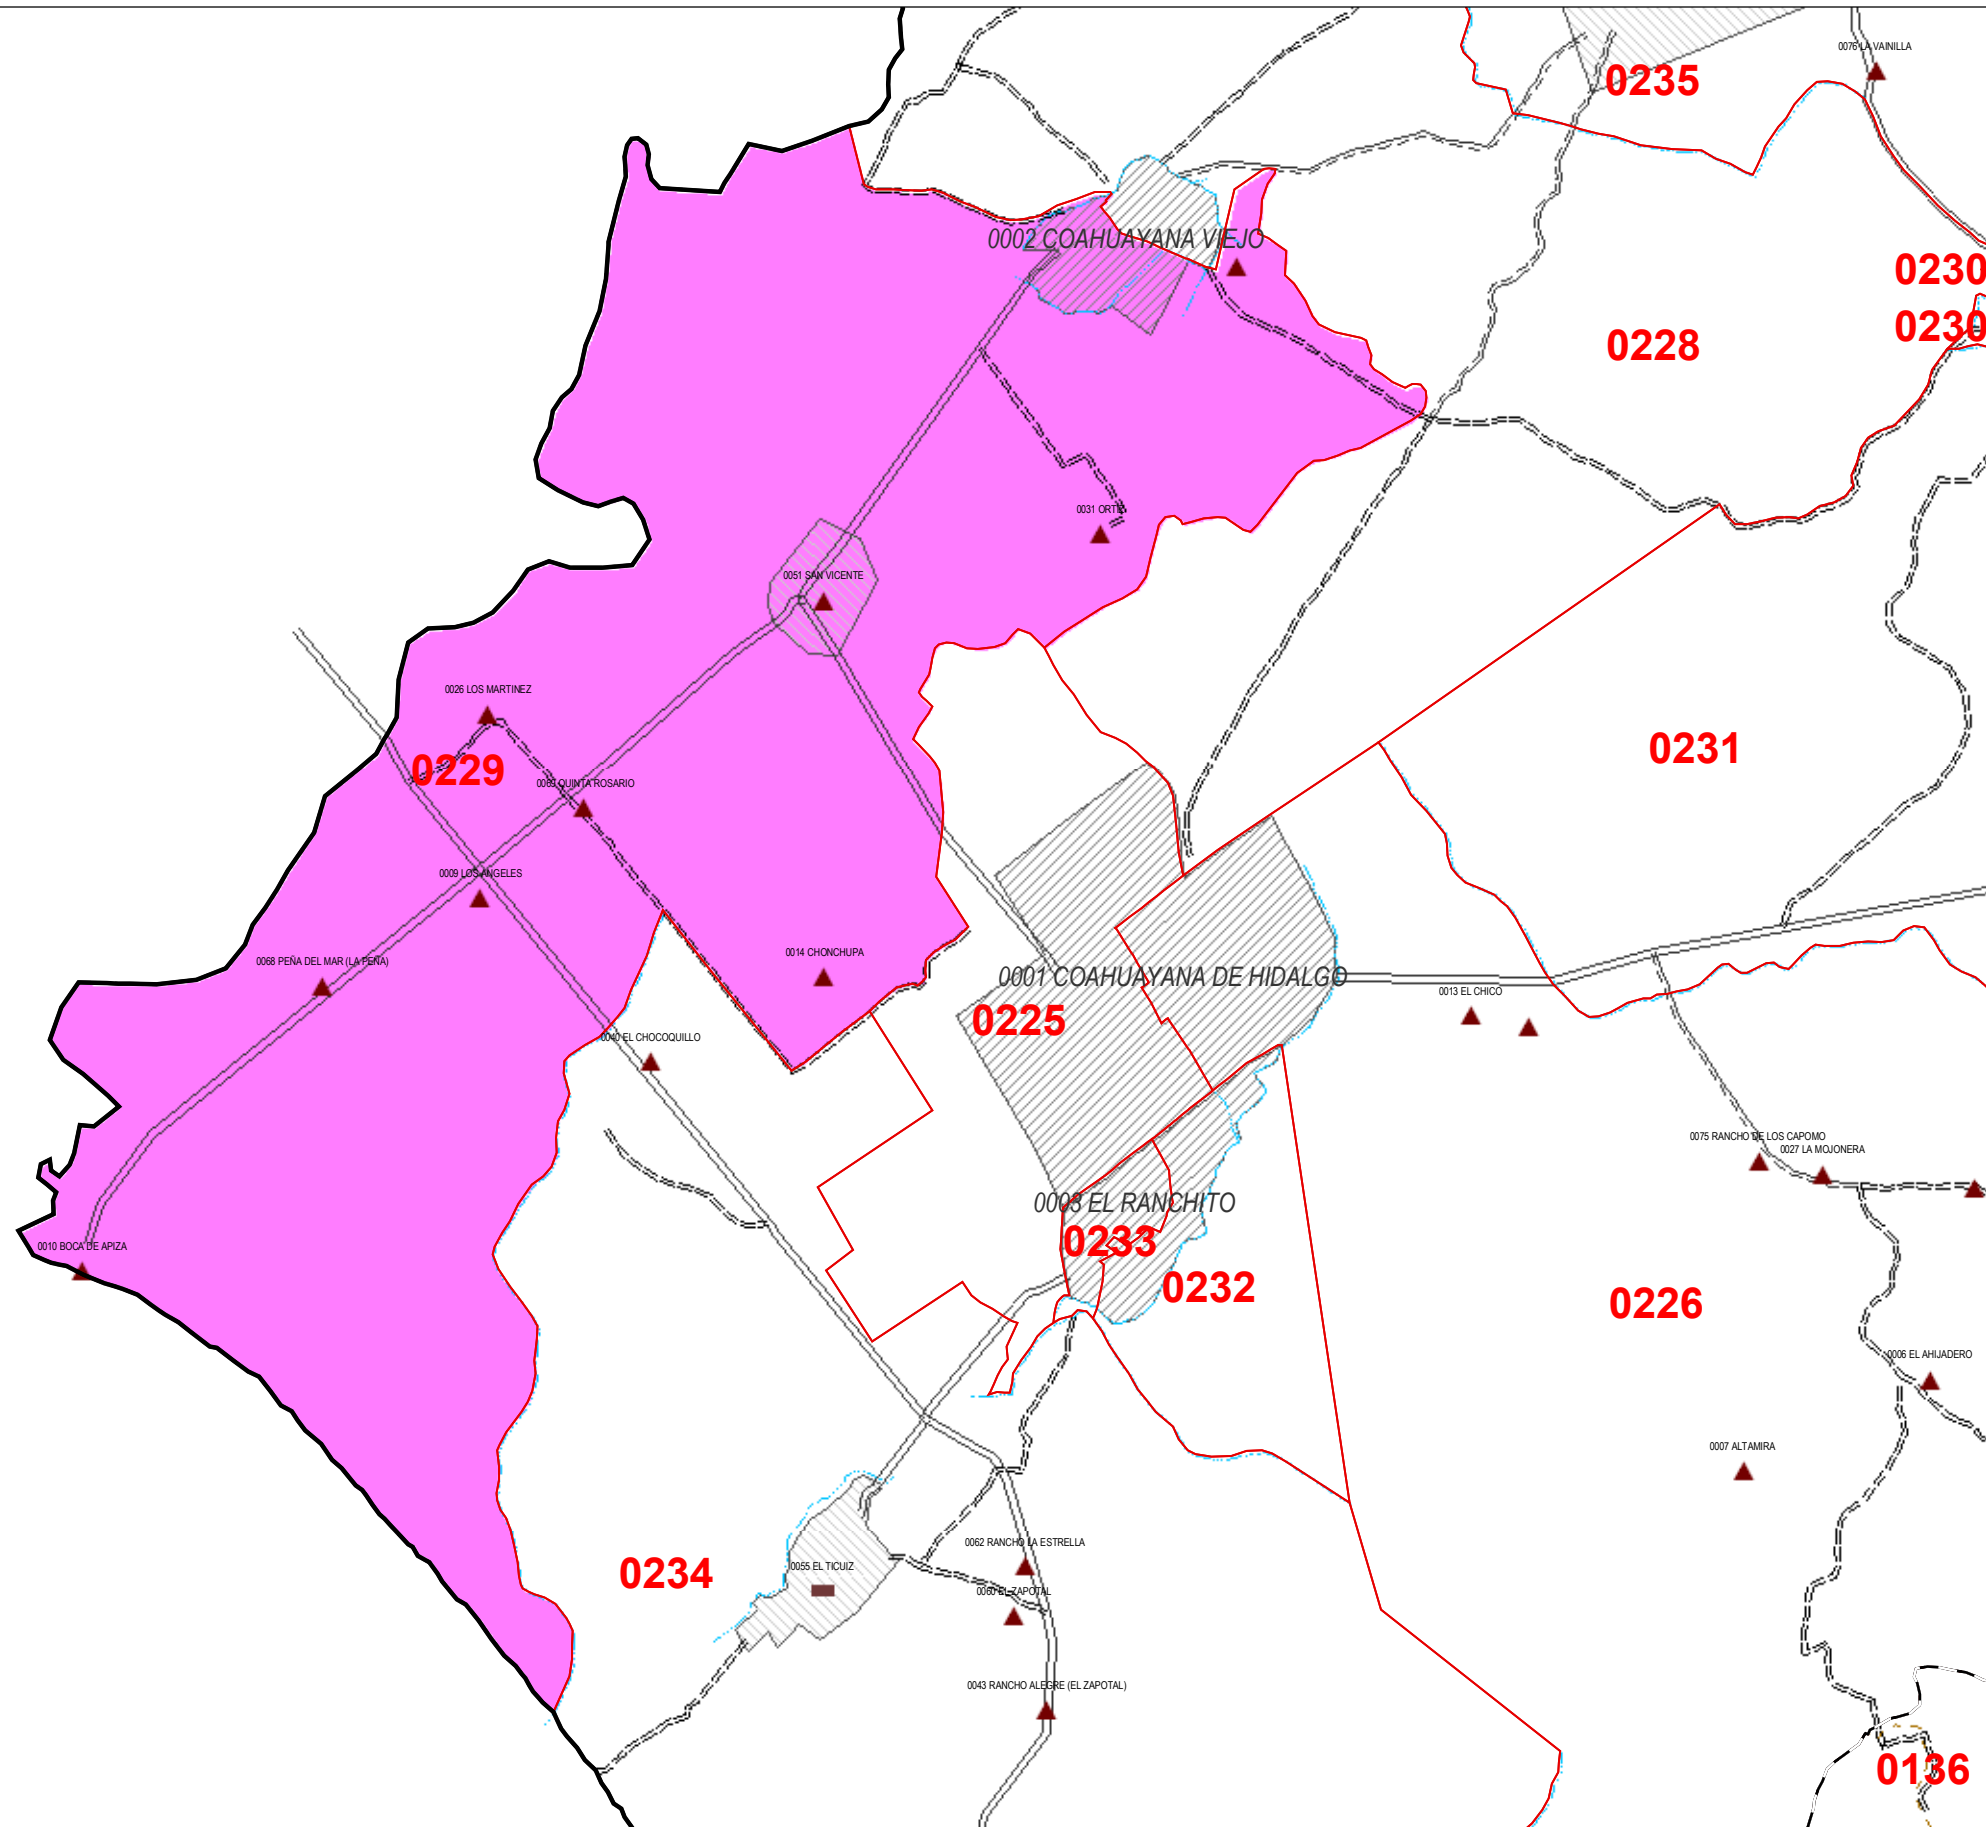 0076 LA VAINILLA
0235
0002 COAHUAYANA VIEJO
0230
0230
0228
0031 ORTIZ
0051 SAN VICENTE
0026 LOS MARTINEZ
0231
0229
0069 QUINTA ROSARIO
0009 LOS ANGELES
0068 PEÑA DEL MAR (LA PEÑA)
0014 CHONCHUPA
0001 COAHUAYANA DE HIDALGO
0013 EL CHICO
0225
0040 EL CHOCOQUILLO
0075 RANCHO DE LOS CAPOMO
0027 LA MOJONERA
0003 EL RANCHITO
0233
0010 BOCA DE APIZA
0232
0226
0006 EL AHIJADERO
0007 ALTAMIRA
0062 RANCHO LA ESTRELLA
0234
0055 EL TICUIZ
0060 EL ZAPOTAL
0043 RANCHO ALEGRE (EL ZAPOTAL)
0136